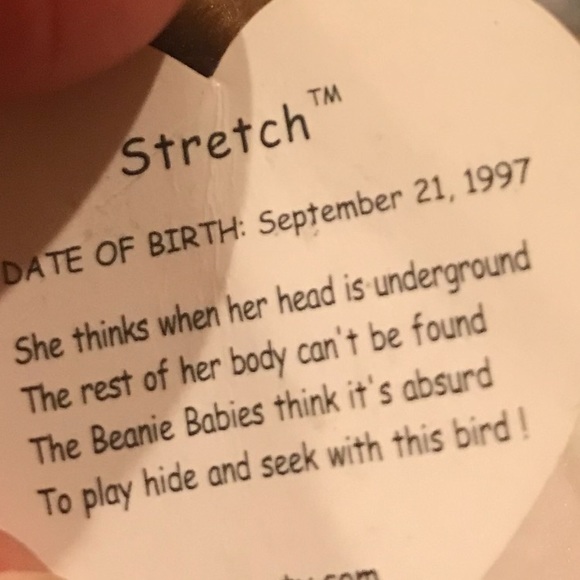 Stretch™
DATE OF BIRTH: September 21, 1997
She thinks when her head is underground
The rest of her body can't be found
The Beanie Babies think it's absurd
To play hide and seek with this bird !